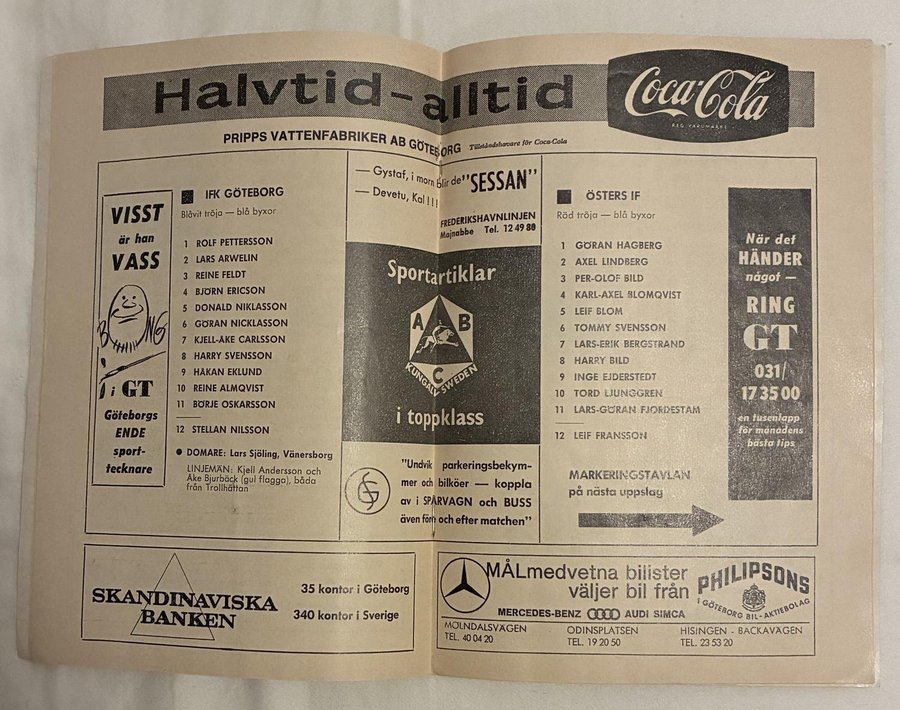 Halvtid-alltid
Coca-Cola
REG. VARUMÄRKE
PRIPPS VATTENFABRIKER AB GÖTEBORG Tillståndshavare för Coca-Cola
VISST
är han
VASS
BONG
i GT
Göteborgs
ENDE
sport-
tecknare
IFK GÖTEBORG
Blåvit tröja — blå byxor
1 ROLF PETTERSSON
2 LARS ARWELIN
3 REINE FELDT
4 BJÖRN ERICSON
5 DONALD NIKLASSON
6 GÖRAN NICKLASSON
7 KJELL-ÅKE CARLSSON
8 HARRY SVENSSON
9 HÅKAN EKLUND
10 REINE ALMQVIST
11 BÖRJE OSKARSSON
12 STELLAN NILSSON
DOMARE: Lars Sjöling, Vänersborg
LINJEMÄN: Kjell Andersson och
Åke Bjurbäck (gul flagga), båda
från Trollhättan
— Gystaf, i morn blir de "SESSAN"
— Devetu, Kal!!!
FREDERIKSHAVNLINJEN
Majnabbe Tel. 12 49 80
Sportartiklar
A B
C
KUNGÄLV-SWEDEN
i toppklass
GS
"Undvik parkeringsbekym-
mer och bilköer — koppla
av i SPÅRVAGN och BUSS
även före och efter matchen"
ÖSTERS IF
Röd tröja — blå byxor
1 GÖRAN HAGBERG
2 AXEL LINDBERG
3 PER-OLOF BILD
4 KARL-AXEL BLOMQVIST
5 LEIF BLOM
6 TOMMY SVENSSON
7 LARS-ERIK BERGSTRAND
8 HARRY BILD
9 INGE EJDERSTEDT
10 TORD LJUNGGREN
11 LARS-GÖRAN FJORDESTAM
12 LEIF FRANSSON
MARKERINGSTAVLAN
på nästa uppslag
När det
HÄNDER
något —
RING
GT
031/
17 35 00
en tusenlapp
för månadens
bästa tips
SKANDINAVISKA
BANKEN
35 kontor i Göteborg
340 kontor i Sverige
MÅLmedvetna bilister
väljer bil från
PHILIPSONS
I GÖTEBORG BIL-AKTIEBOLAG
MERCEDES-BENZ AUDI SIMCA
MÖLNDALSVÄGEN
TEL. 40 04 20
ODINSPLATSEN
TEL. 19 20 50
HISINGEN - BACKAVÄGEN
TEL. 23 53 20